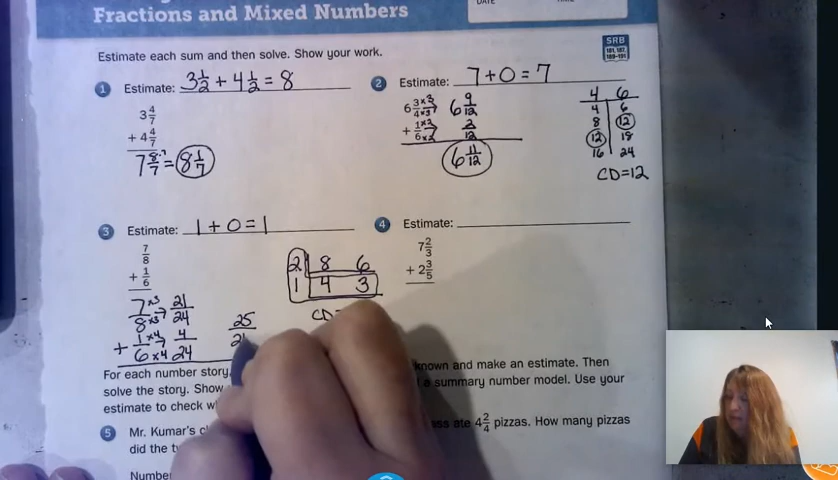 Fractions and Mixed Numbers
Estimate each sum and then solve. Show your work.
SRB
1 Estimate: 3 1/2 + 4 1/2 = 8
3 4/7
+ 4 4/7
7 8/7 = 8 1/7
2 Estimate: 7 + 0 = 7
6 3×3/4×3 → 6 9/12
+ 1×2/6×2 → 2/12
6 11/12
4 6
4 6
8 12
12 18
16 24
CD=12
3 Estimate: 1 + 0 = 1
7/8
+ 1/6
7×3/8×3 → 21/24
+ 1×4/6×4 → 4/24
25
2 8 6
1 4 3
CD=
4 Estimate:
7 2/3
+ 2 3/5
For each number story,
known and make an estimate. Then
solve the story. Show
a summary number model. Use your
estimate to check
5 Mr. Kumar's
ate 4 2/4 pizzas. How many pizzas
did the